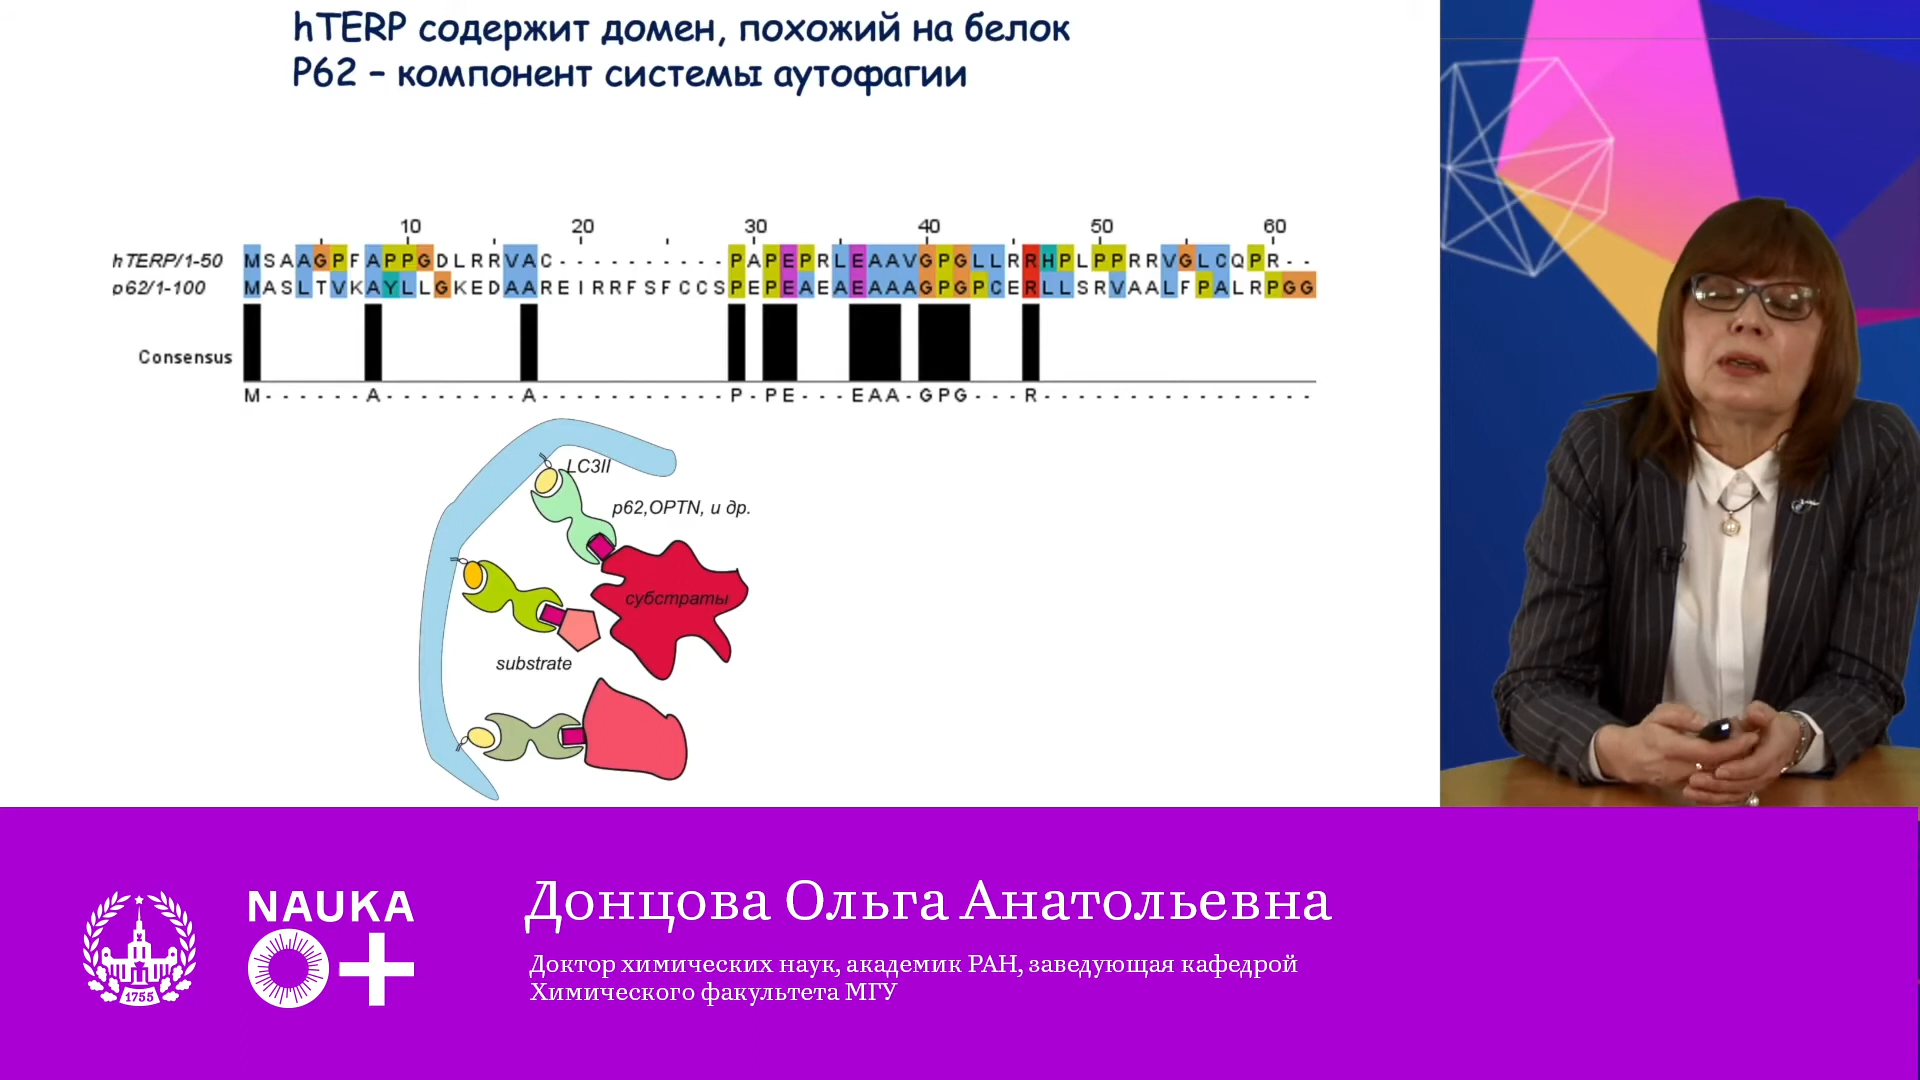 hTERP содержит домен, похожий на белок
P62 – компонент системы аутофагии
10 20 30 40 50 60
hTERP/1-50 MSAAGPFAPPGDLRRVAC-----------PAPEPRLEAAVGPGLLRRHPLPPRRVGLCQPR--
p62/1-100 MASLTVKAYLLGKEDAAREIRRFSFCCSPEPEAEAEAAAGPGPCERLLSRVAALFPALRPGG
Consensus
M------A--------A-----------P-PE---EAA-GPG---R----------------
LC3II
p62,OPTN, и др.
субстраты
substrate
NAUKA
0+
1755
Донцова Ольга Анатольевна
Доктор химических наук, академик РАН, заведующая кафедрой
Химического факультета МГУ